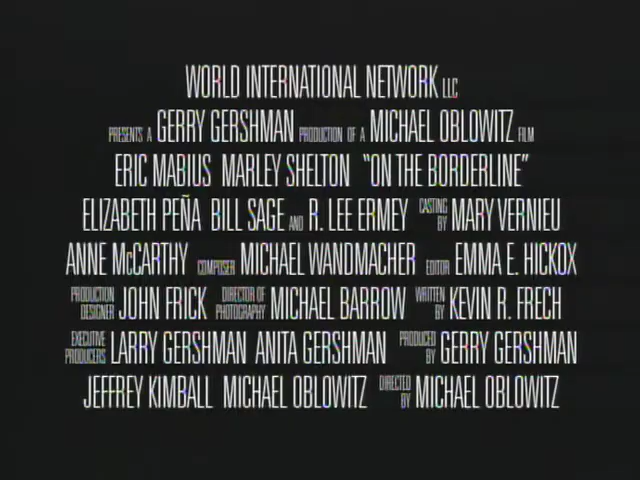 WORLD INTERNATIONAL NETWORK LLC
PRESENTS A GERRY GERSHMAN PRODUCTION OF A MICHAEL OBLOWITZ FILM
ERIC MABIUS MARLEY SHELTON "ON THE BORDERLINE"
ELIZABETH PEÑA BILL SAGE AND R. LEE ERMEY CASTING BY MARY VERNIEU
ANNE McCARTHY COMPOSER MICHAEL WANDMACHER EDITOR EMMA E. HICKOX
PRODUCTION DESIGNER JOHN FRICK DIRECTOR OF PHOTOGRAPHY MICHAEL BARROW WRITTEN BY KEVIN R. FRECH
EXECUTIVE PRODUCERS LARRY GERSHMAN ANITA GERSHMAN PRODUCED BY GERRY GERSHMAN
JEFFREY KIMBALL MICHAEL OBLOWITZ DIRECTED BY MICHAEL OBLOWITZ